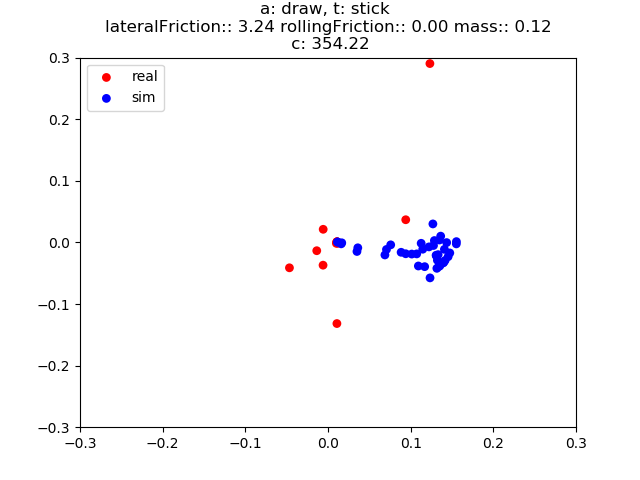 a: draw, t: stick
lateralFriction:: 3.24 rollingFriction:: 0.00 mass:: 0.12
c: 354.22
real
sim
0.3
0.2
0.1
0.0
−0.1
−0.2
−0.3
−0.3 −0.2 −0.1 0.0 0.1 0.2 0.3